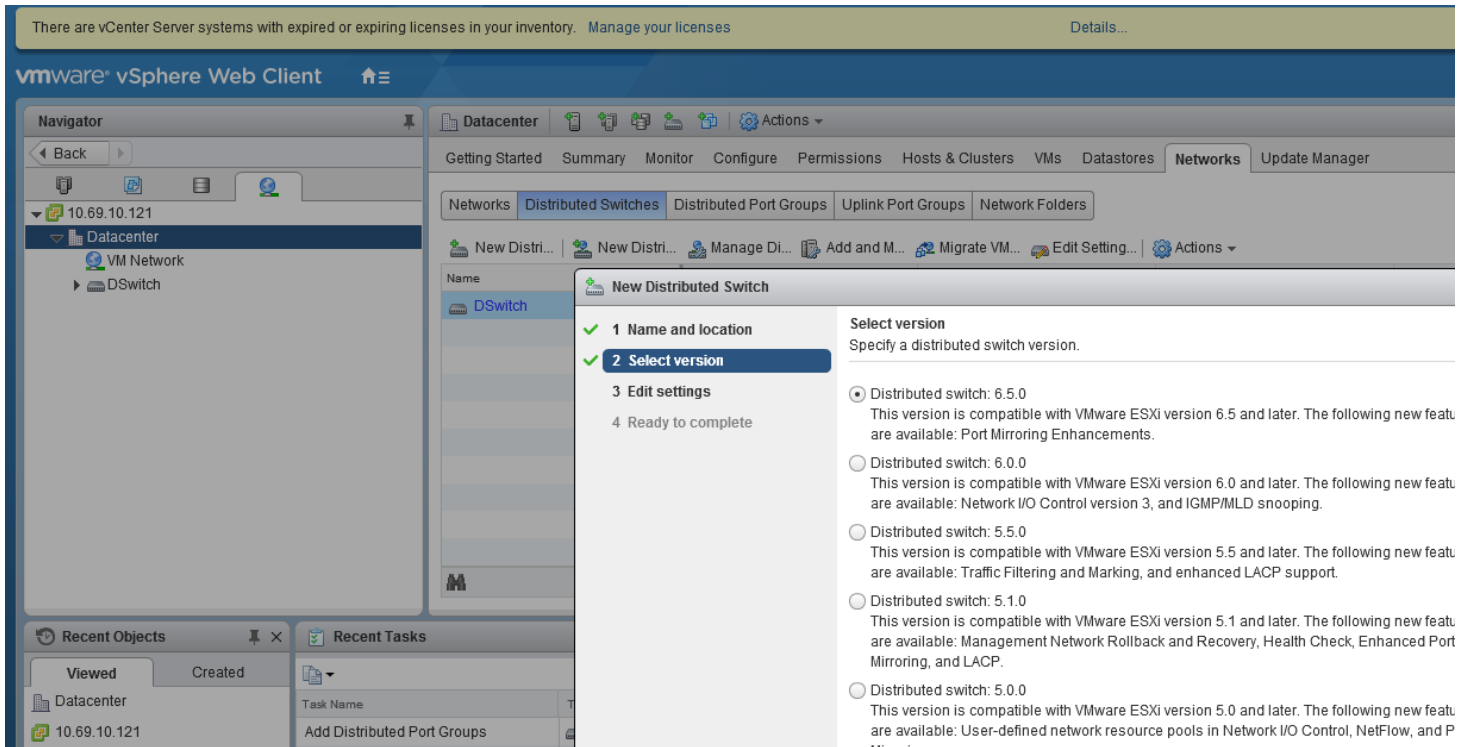 There are vCenter Server systems with expired or expiring licenses in your inventory. Manage your licenses Details...
vmware® vSphere Web Client
Navigator
Back
10.69.10.121
Datacenter
VM Network
DSwitch
Datacenter Actions
Getting Started Summary Monitor Configure Permissions Hosts & Clusters VMs Datastores Networks Update Manager
Networks Distributed Switches Distributed Port Groups Uplink Port Groups Network Folders
New Distri... New Distri... Manage Di... Add and M... Migrate VM... Edit Setting... Actions
Name
DSwitch
New Distributed Switch
1 Name and location
2 Select version
3 Edit settings
4 Ready to complete
Select version
Specify a distributed switch version.
Distributed switch: 6.5.0
This version is compatible with VMware ESXi version 6.5 and later. The following new featu
are available: Port Mirroring Enhancements.
Distributed switch: 6.0.0
This version is compatible with VMware ESXi version 6.0 and later. The following new featu
are available: Network I/O Control version 3, and IGMP/MLD snooping.
Distributed switch: 5.5.0
This version is compatible with VMware ESXi version 5.5 and later. The following new featu
are available: Traffic Filtering and Marking, and enhanced LACP support.
Distributed switch: 5.1.0
This version is compatible with VMware ESXi version 5.1 and later. The following new featu
are available: Management Network Rollback and Recovery, Health Check, Enhanced Port
Mirroring, and LACP.
Distributed switch: 5.0.0
This version is compatible with VMware ESXi version 5.0 and later. The following new featu
are available: User-defined network resource pools in Network I/O Control, NetFlow, and P
Recent Objects
Viewed Created
Datacenter
10.69.10.121
Recent Tasks
Task Name T
Add Distributed Port Groups